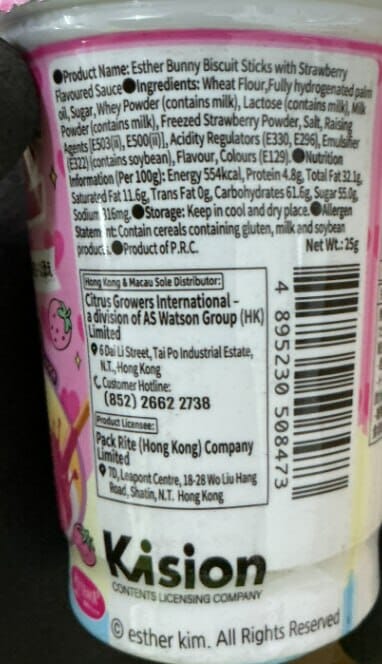 ●Product Name: Esther Bunny Biscuit Sticks with Strawberry
Flavoured Sauce●Ingredients: Wheat Flour,Fully hydrogenated palm
oil, Sugar, Whey Powder (contains milk), Lactose (contains milk), Milk
Powder (contains milk), Freezed Strawberry Powder, Salt, Raising
Agents [E503(ii), E500(ii)], Acidity Regulators (E330, E296), Emulsifier
(E322) (contains soybean), Flavour, Colours (E129).●Nutrition
Information (Per 100g): Energy 554kcal, Protein 4.8g, Total Fat 32.1g,
Saturated Fat 11.6g, Trans Fat 0g, Carbohydrates 61.6g, Sugar 55.0g,
Sodium 316mg.●Storage: Keep in cool and dry place.●Allergen
Statement: Contain cereals containing gluten, milk and soybean
products.●Product of P.R.C. Net Wt.: 25g
Hong Kong & Macau Sole Distributor:
Citrus Growers International –
a division of AS Watson Group (HK)
Limited
6 Dai Li Street, Tai Po Industrial Estate,
N.T., Hong Kong
Customer Hotline:
(852) 2662 2738
Product Licensee:
Pack Rite (Hong Kong) Company
Limited
7D, Leapont Centre, 18-28 Wo Liu Hang
Road, Shatin, N.T. Hong Kong
4 895230 508473
Kision
CONTENTS LICENSING COMPANY
© esther kim. All Rights Reserved